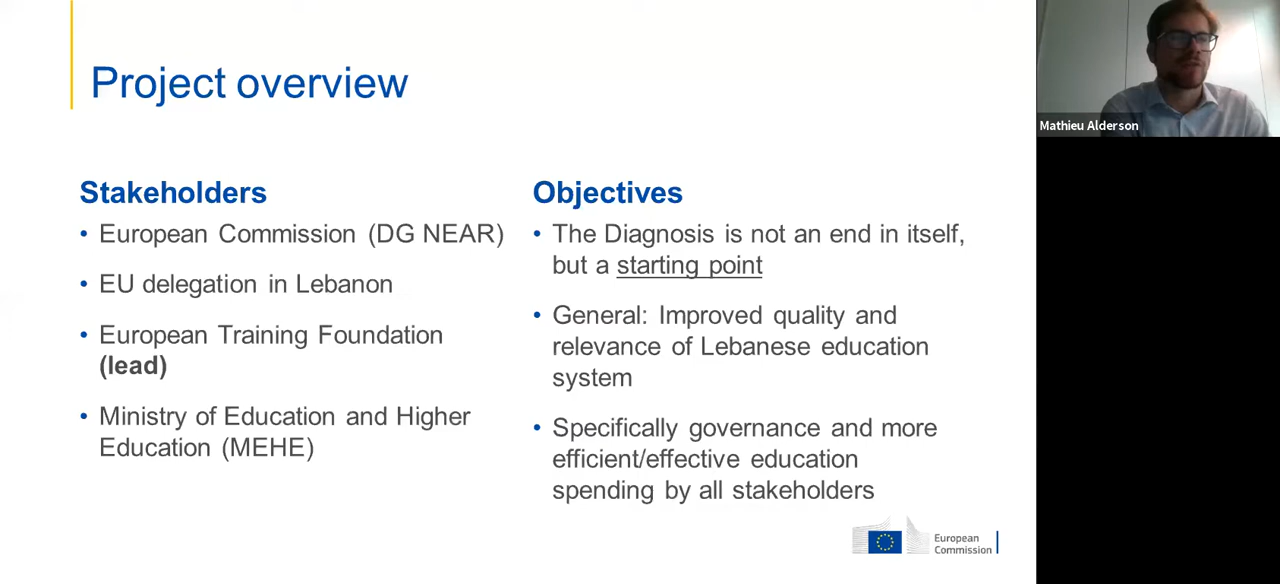 Project overview
Stakeholders
• European Commission (DG NEAR)
• EU delegation in Lebanon
• European Training Foundation
(lead)
• Ministry of Education and Higher
Education (MEHE)
Objectives
• The Diagnosis is not an end in itself,
but a starting point
• General: Improved quality and
relevance of Lebanese education
system
• Specifically governance and more
efficient/effective education
spending by all stakeholders
European
Commission
Mathieu Alderson